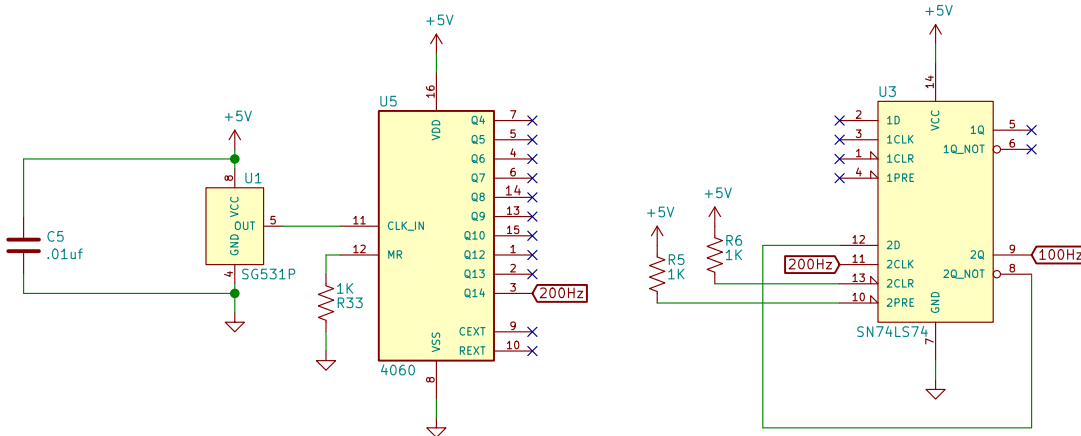 +5V
U5
16
VDD
Q4 7
Q5 5
Q6 4
Q7 6
Q8 14
Q9 13
Q10 15
Q12 1
Q13 2
Q14 3
200Hz
CEXT 9
REXT 10
11 CLK_IN
12 MR
VSS
8
4060
1K
R33
+5V
8
U1
VCC
OUT 5
GND
4
SG531P
C5
.01uf
+5V
14
U3
VCC
2 1D
3 1CLK
1 1CLR
4 1PRE
1Q 5
1Q_NOT 6
12 2D
200Hz 11 2CLK
13 2CLR
10 2PRE
2Q 9 100Hz
2Q_NOT 8
GND
7
SN74LS74
+5V
R5
1K
+5V
R6
1K